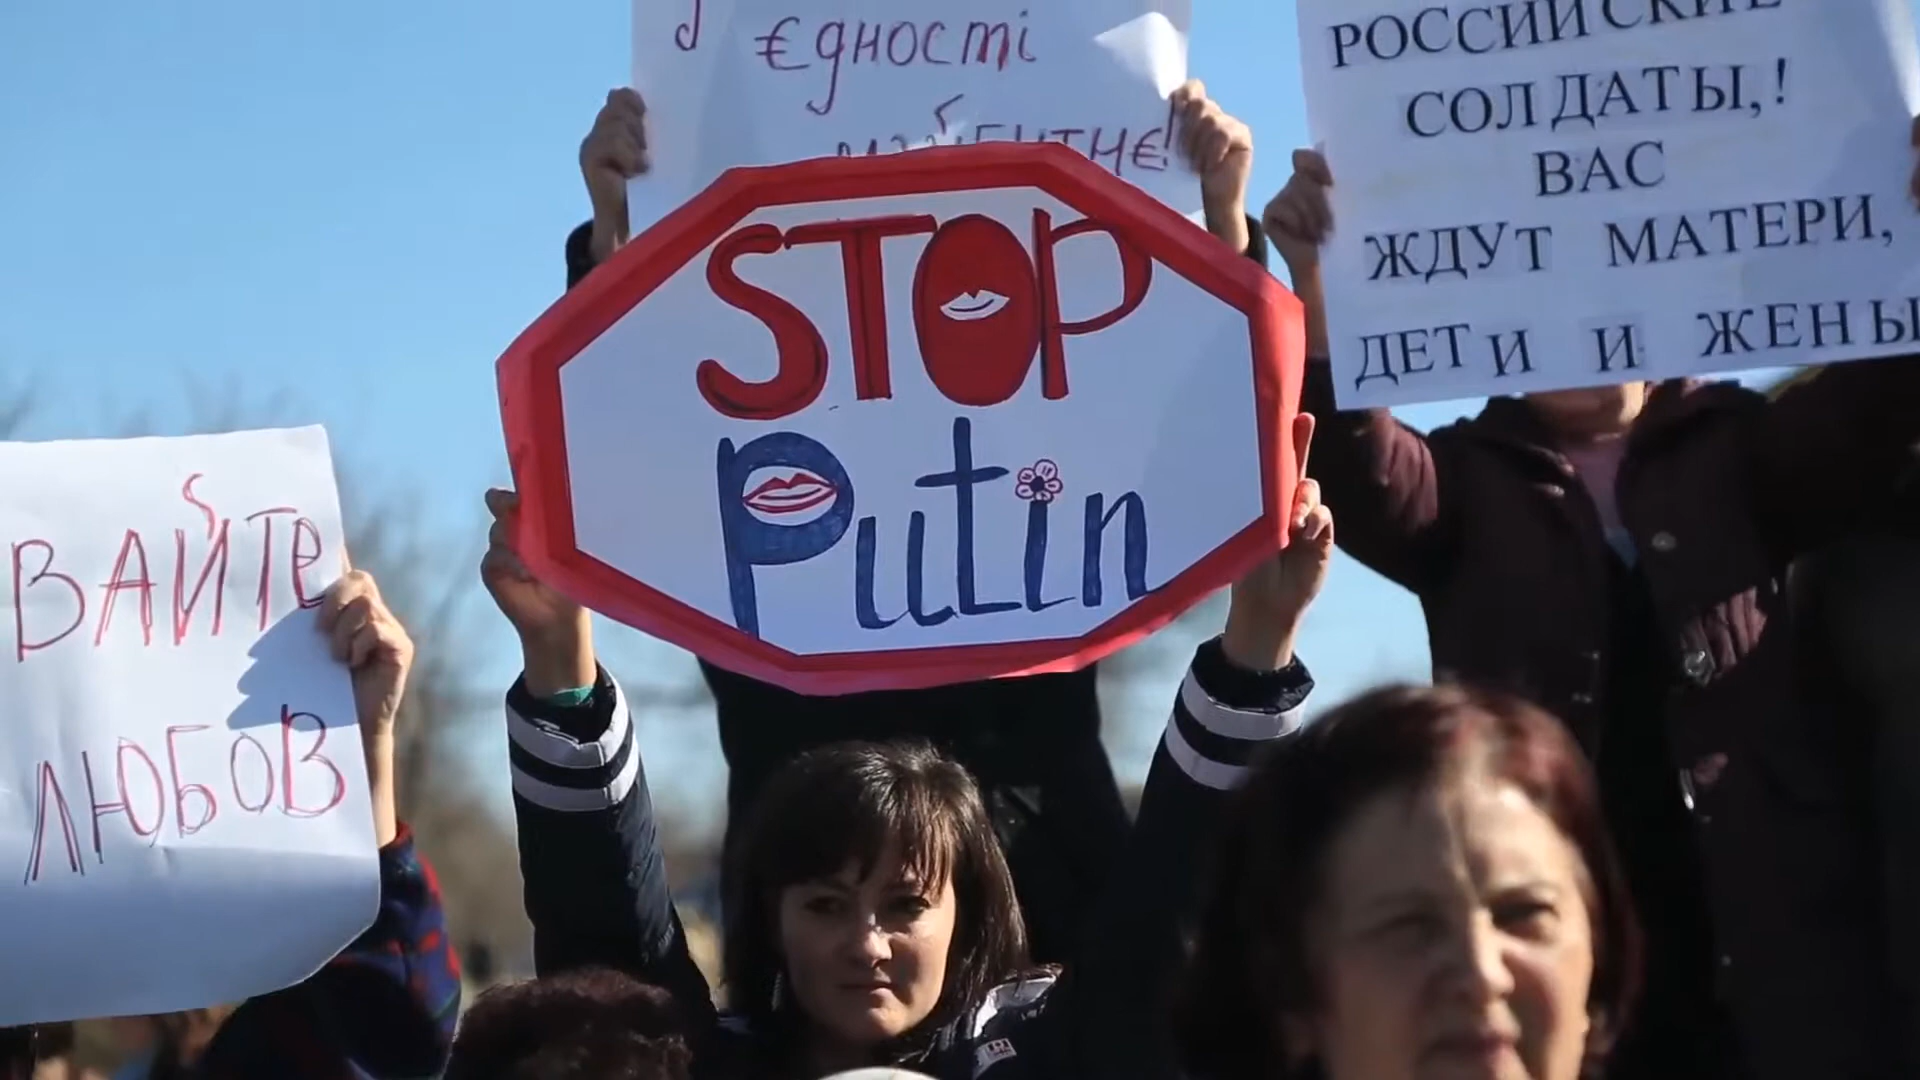 Єдності
РОССИЙСКИЕ
СОЛДАТЫ,!
ВАС
ЖДУТ МАТЕРИ,
ДЕТИ И ЖЕНЫ
STOP
Putin
ВАЙТЕ
ЛЮБОВ